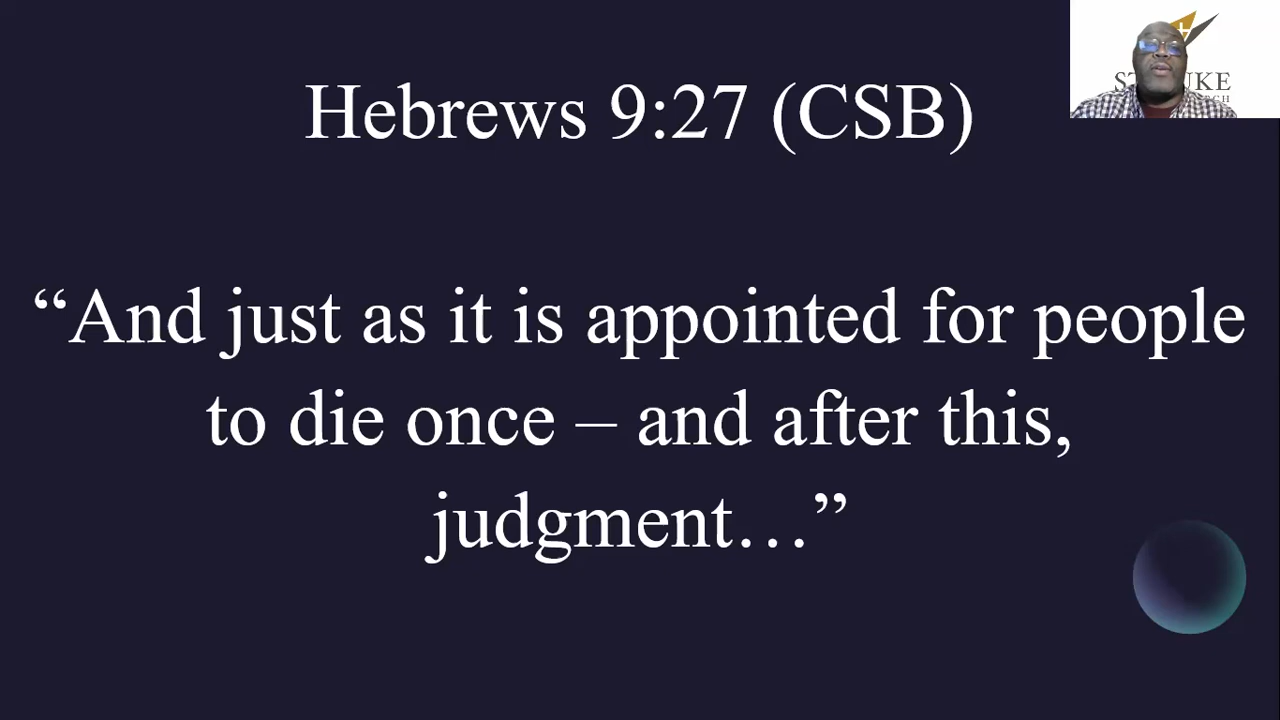 Hebrews 9:27 (CSB)
“And just as it is appointed for people
to die once – and after this,
judgment…”